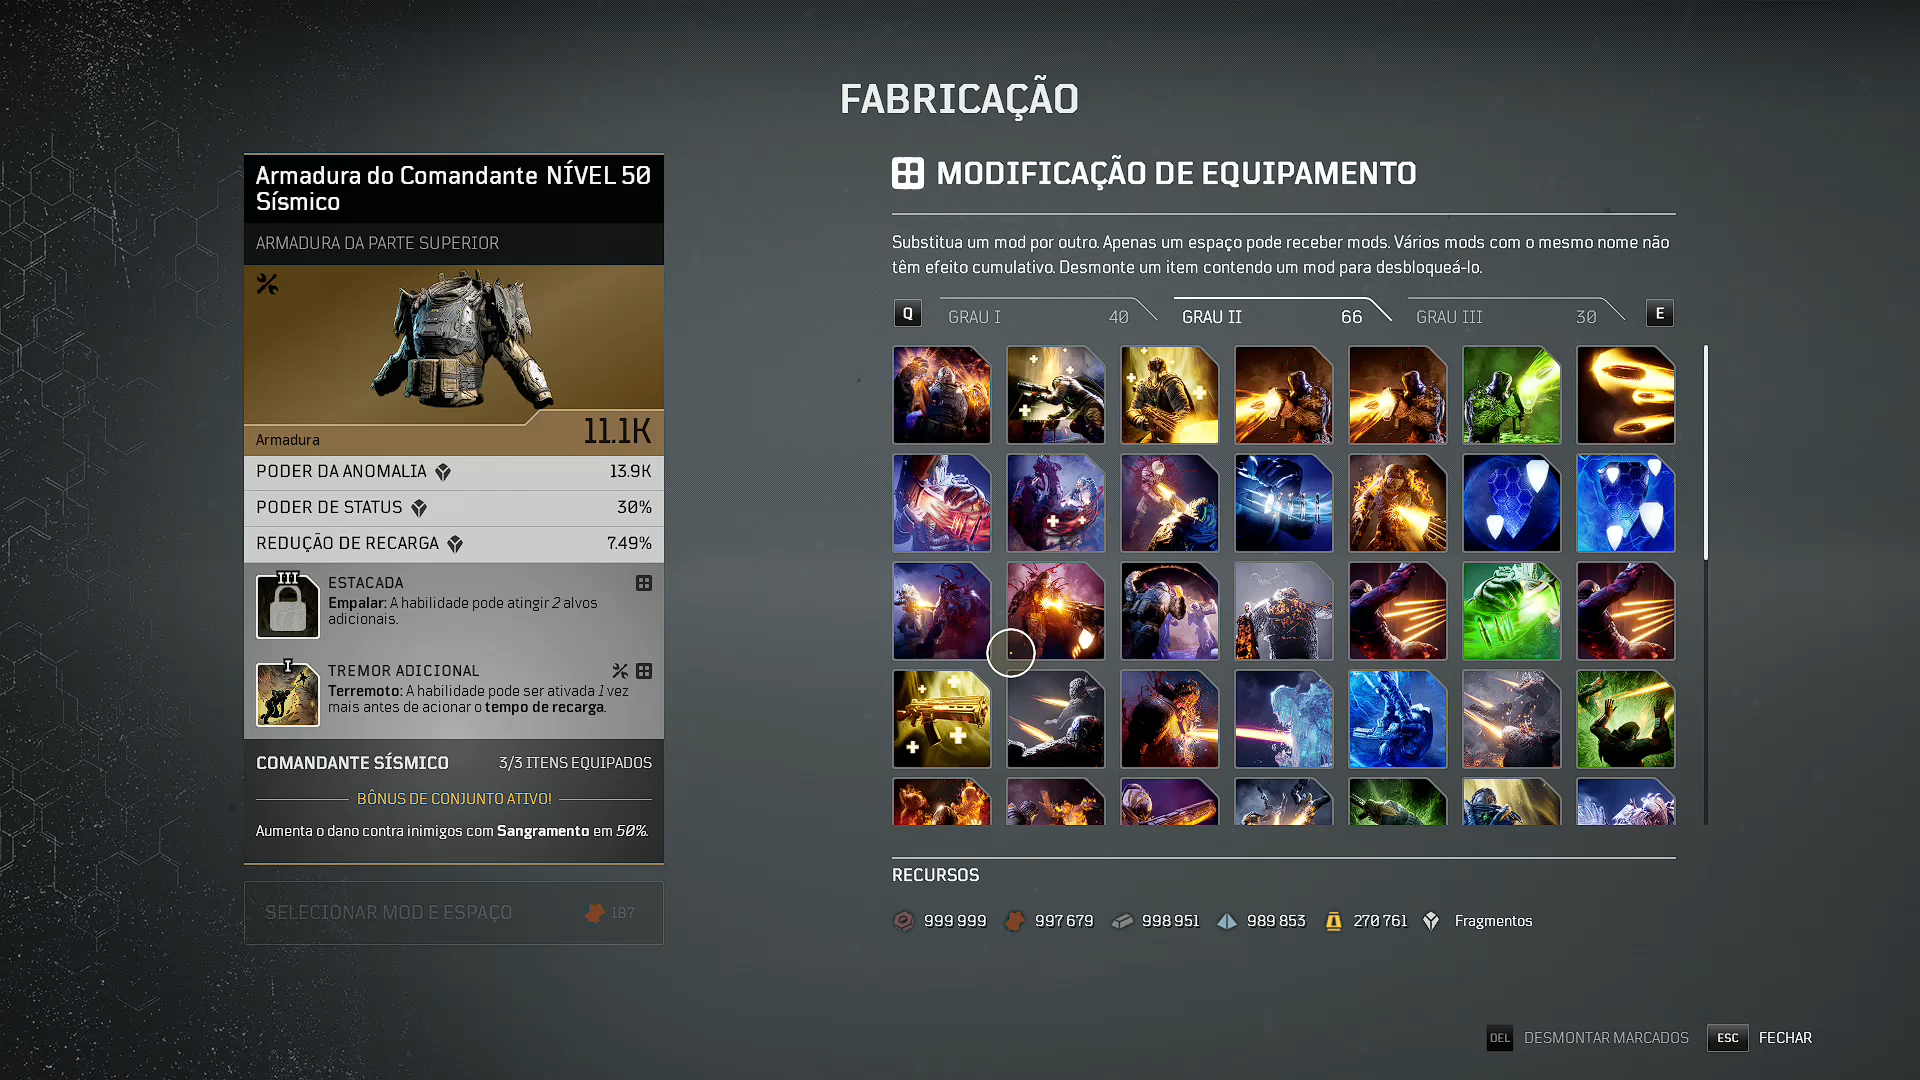 FABRICAÇÃO
Armadura do Comandante NÍVEL 50
Sísmico
ARMADURA DA PARTE SUPERIOR
Armadura 11.1K
PODER DA ANOMALIA 13.9K
PODER DE STATUS 30%
REDUÇÃO DE RECARGA 7.49%
III
ESTACADA
Empalar: A habilidade pode atingir 2 alvos
adicionais.
I
TREMOR ADICIONAL
Terremoto: A habilidade pode ser ativada 1 vez
mais antes de acionar o tempo de recarga.
COMANDANTE SÍSMICO 3/3 ITENS EQUIPADOS
BÔNUS DE CONJUNTO ATIVO!
Aumenta o dano contra inimigos com Sangramento em 50%.
SELECIONAR MOD E ESPAÇO 187
MODIFICAÇÃO DE EQUIPAMENTO
Substitua um mod por outro. Apenas um espaço pode receber mods. Vários mods com o mesmo nome não
têm efeito cumulativo. Desmonte um item contendo um mod para desbloqueá-lo.
Q GRAU I 40 GRAU II 66 GRAU III 30 E
RECURSOS
999 999 997 679 998 951 989 853 270 761 Fragmentos
DEL DESMONTAR MARCADOS ESC FECHAR